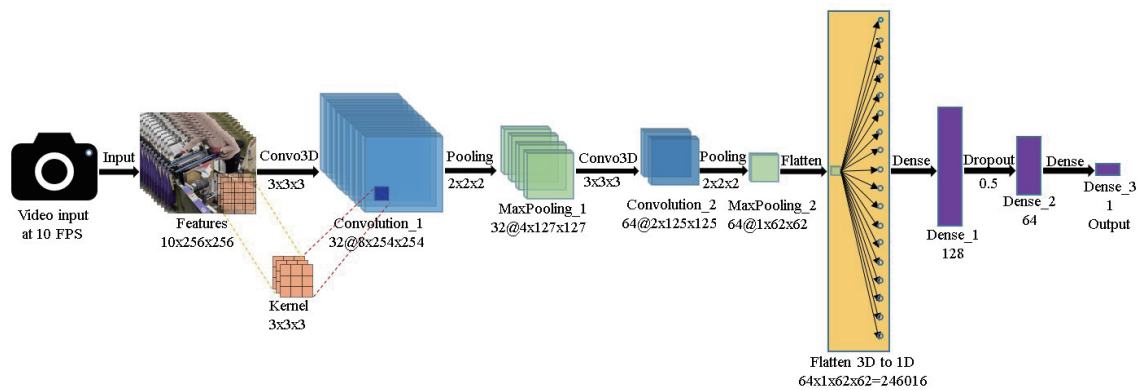 Video input
at 10 FPS
Input
Features
10x256x256
Convo3D
3x3x3
Kernel
3x3x3
Convolution_1
32@8x254x254
Pooling
2x2x2
MaxPooling_1
32@4x127x127
Convo3D
3x3x3
Convolution_2
64@2x125x125
Pooling
2x2x2
MaxPooling_2
64@1x62x62
Flatten
Flatten 3D to 1D
64x1x62x62=246016
Dense
Dense_1
128
Dropout
0.5
Dense_2
64
Dense
Dense_3
1
Output